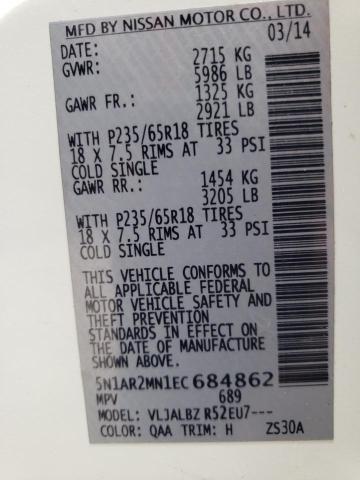 MFD BY NISSAN MOTOR CO., LTD.
DATE: 03/14
GVWR: 2715 KG
5986 LB
GAWR FR.: 1325 KG
2921 LB
WITH P235/65R18 TIRES
18 X 7.5 RIMS AT 33 PSI
COLD SINGLE
GAWR RR.: 1454 KG
3205 LB
WITH P235/65R18 TIRES
18 X 7.5 RIMS AT 33 PSI
COLD SINGLE
THIS VEHICLE CONFORMS TO
ALL APPLICABLE FEDERAL
MOTOR VEHICLE SAFETY AND
THEFT PREVENTION
STANDARDS IN EFFECT ON
THE DATE OF MANUFACTURE
SHOWN ABOVE.
5N1AR2MN1EC684862
MPV 689
MODEL: VLJALBZ R52EU7---
COLOR: QAA TRIM: H ZS30A